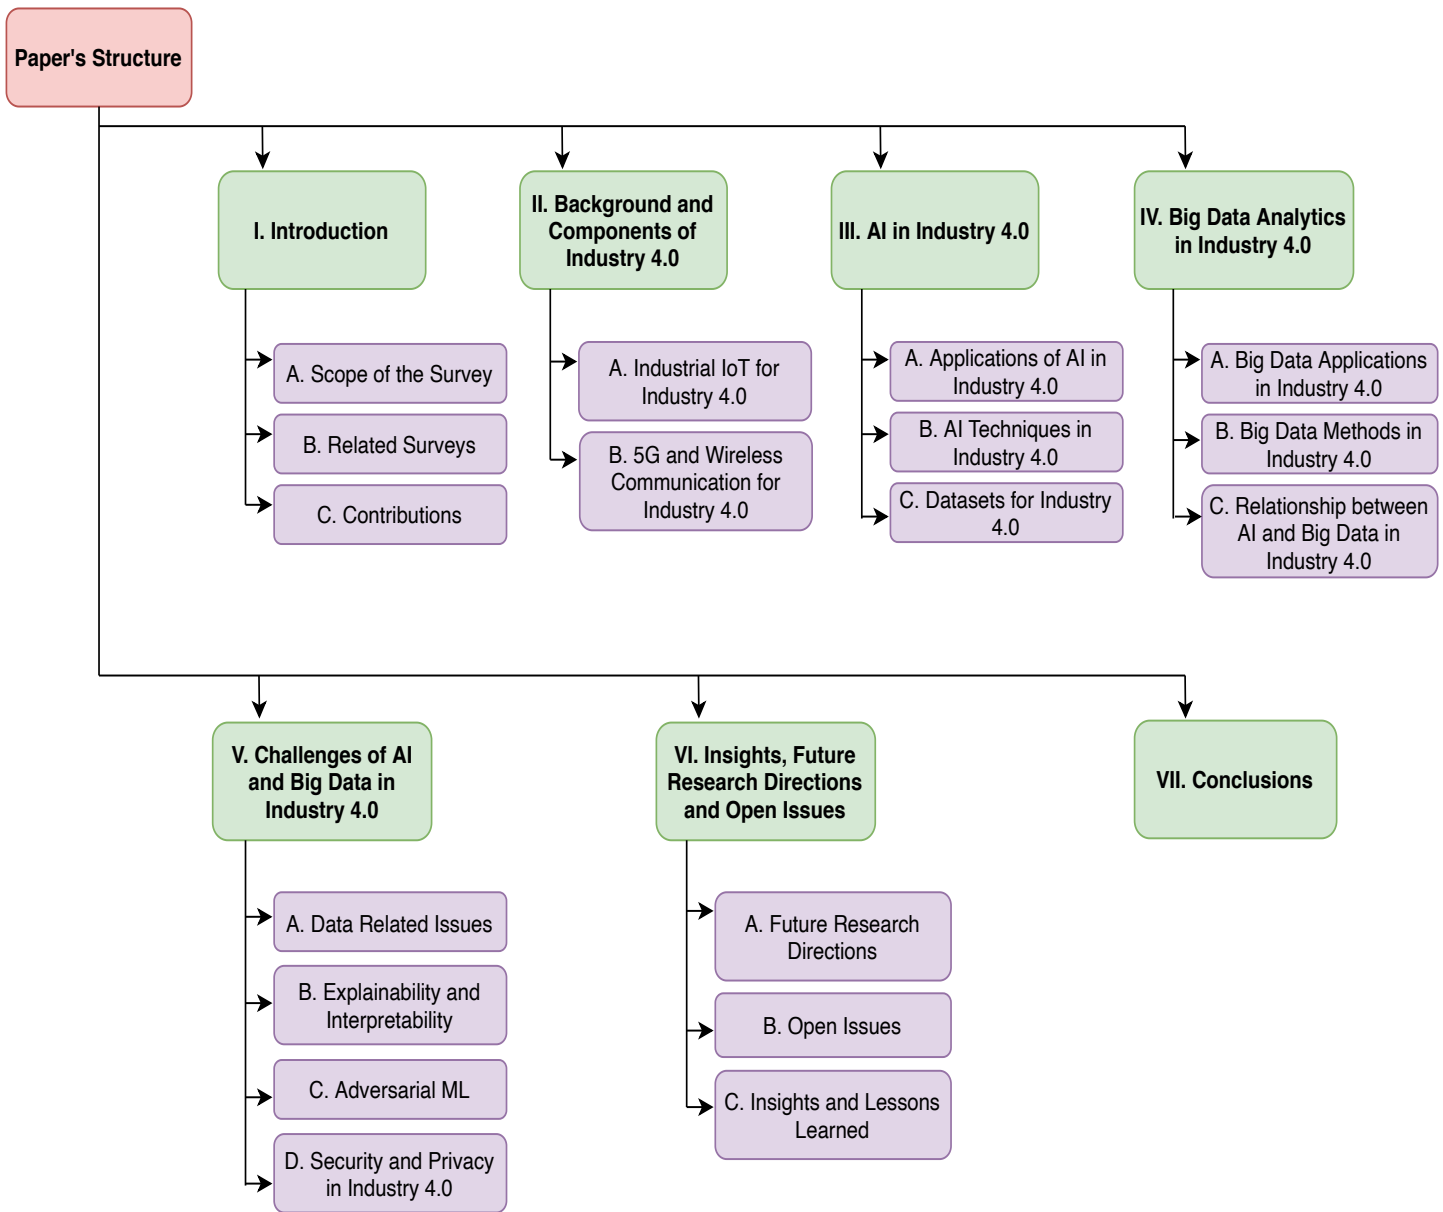 Paper's Structure
I. Introduction
A. Scope of the Survey
B. Related Surveys
C. Contributions
II. Background and
Components of
Industry 4.0
A. Industrial IoT for
Industry 4.0
B. 5G and Wireless
Communication for
Industry 4.0
III. AI in Industry 4.0
A. Applications of AI in
Industry 4.0
B. AI Techniques in
Industry 4.0
C. Datasets for Industry
4.0
IV. Big Data Analytics
in Industry 4.0
A. Big Data Applications
in Industry 4.0
B. Big Data Methods in
Industry 4.0
C. Relationship between
AI and Big Data in
Industry 4.0
V. Challenges of AI
and Big Data in
Industry 4.0
A. Data Related Issues
B. Explainability and
Interpretability
C. Adversarial ML
D. Security and Privacy
in Industry 4.0
VI. Insights, Future
Research Directions
and Open Issues
A. Future Research
Directions
B. Open Issues
C. Insights and Lessons
Learned
VII. Conclusions